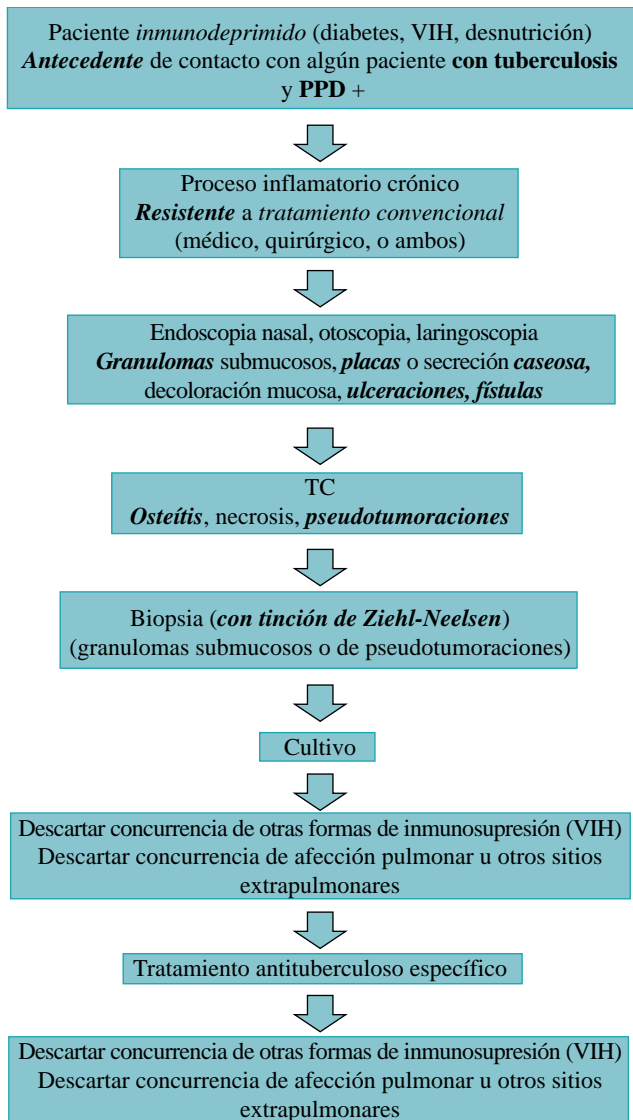 Paciente inmunodeprimido (diabetes, VIH, desnutrición)
Antecedente de contacto con algún paciente con tuberculosis
y PPD +
Proceso inflamatorio crónico
Resistente a tratamiento convencional
(médico, quirúrgico, o ambos)
Endoscopia nasal, otoscopia, laringoscopia
Granulomas submucosos, placas o secreción caseosa,
decoloración mucosa, ulceraciones, fístulas
TC
Osteítis, necrosis, pseudotumoraciones
Biopsia (con tinción de Ziehl-Neelsen)
(granulomas submucosos o de pseudotumoraciones)
Cultivo
Descartar concurrencia de otras formas de inmunosupresión (VIH)
Descartar concurrencia de afección pulmonar u otros sitios
extrapulmonares
Tratamiento antituberculoso específico
Descartar concurrencia de otras formas de inmunosupresión (VIH)
Descartar concurrencia de afección pulmonar u otros sitios
extrapulmonares